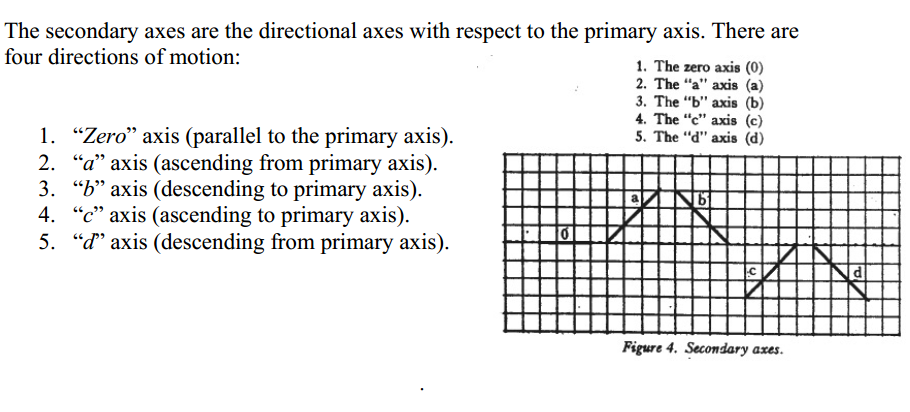 The secondary axes are the directional axes with respect to the primary axis. There are
four directions of motion:
1. The zero axis (0)
2. The "a" axis (a)
3. The "b" axis (b)
4. The "c" axis (c)
5. The "d" axis (d)
1. “Zero” axis (parallel to the primary axis).
2. “a” axis (ascending from primary axis).
3. “b” axis (descending to primary axis).
4. “c” axis (ascending to primary axis).
5. “d” axis (descending from primary axis).
a b
0
c d
Figure 4. Secondary axes.